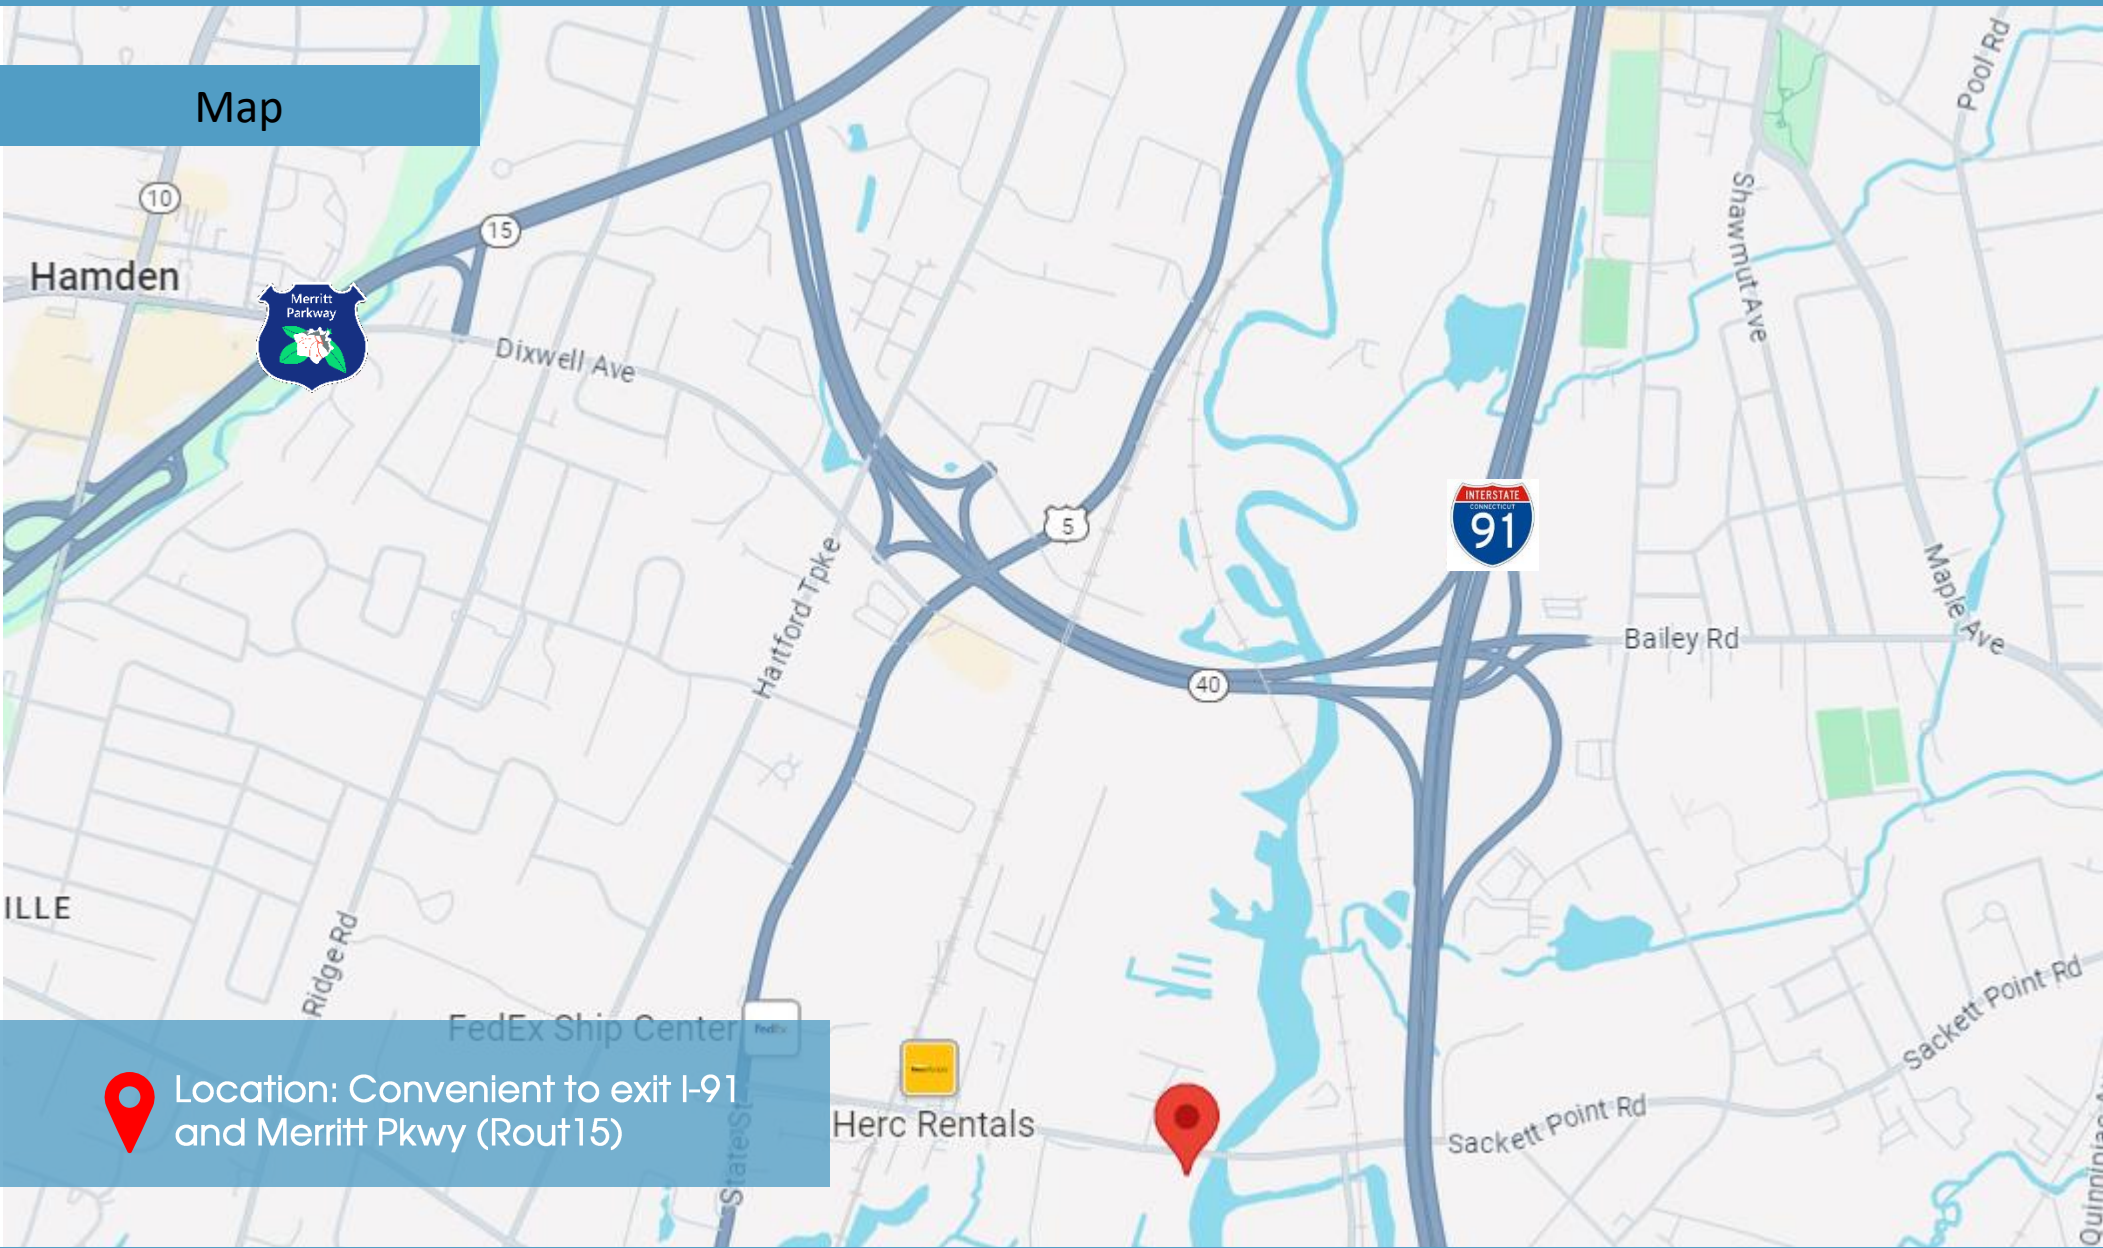 Map
Pool Rd
10
15
Shawmut Ave
Hamden
Merritt
Parkway
Dixwell Ave
INTERSTATE
CONNECTICUT
91
5
Hartford Tpke
Maple Ave
Bailey Rd
40
ILLE
Ridge Rd
Sackett Point Rd
FedEx Ship Center
FedEx
Location: Convenient to exit I-91
and Merritt Pkwy (Rout15)
Herc Rentals
Sackett Point Rd
State St